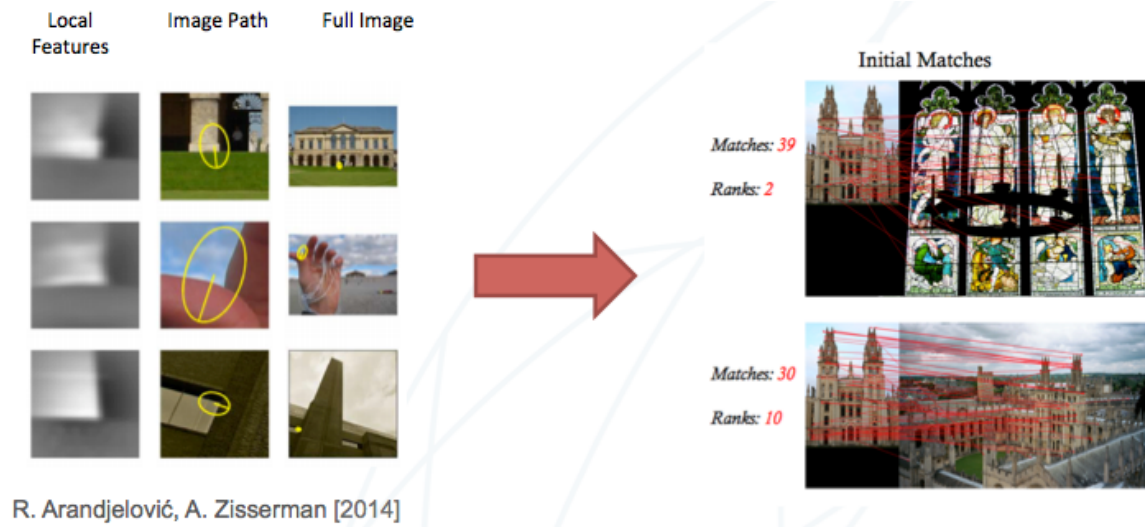 Local
Features
Image Path
Full Image
Initial Matches
Matches: 39
Ranks: 2
Matches: 30
Ranks: 10
R. Arandjelović, A. Zisserman [2014]